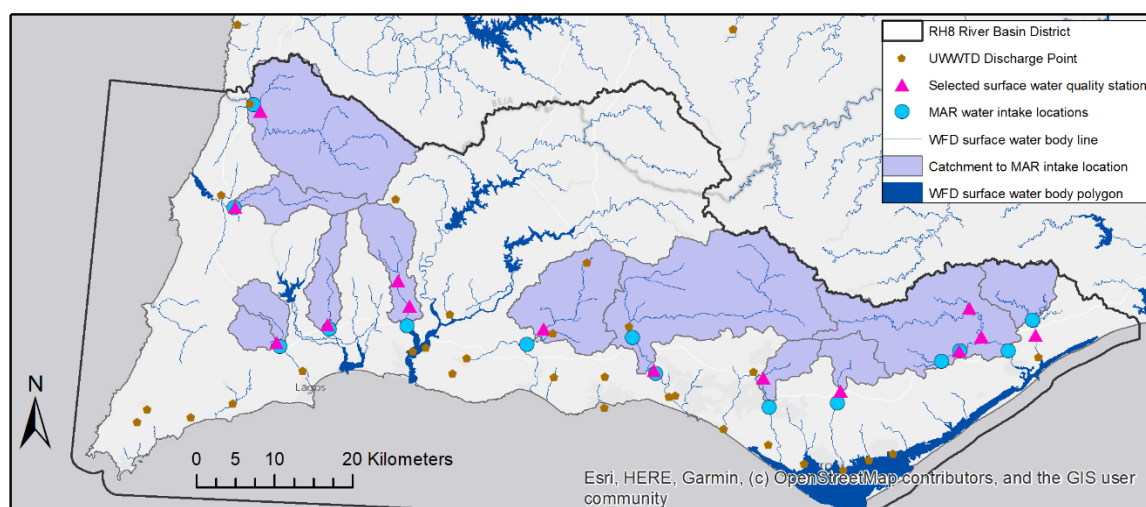 RH8 River Basin District
UWWTD Discharge Point
Selected surface water quality station
MAR water intake locations
WFD surface water body line
Catchment to MAR intake location
WFD surface water body polygon
BEJA
Lagos
N
0 5 10 20 Kilometers
Esri, HERE, Garmin, (c) OpenStreetMap contributors, and the GIS user
community